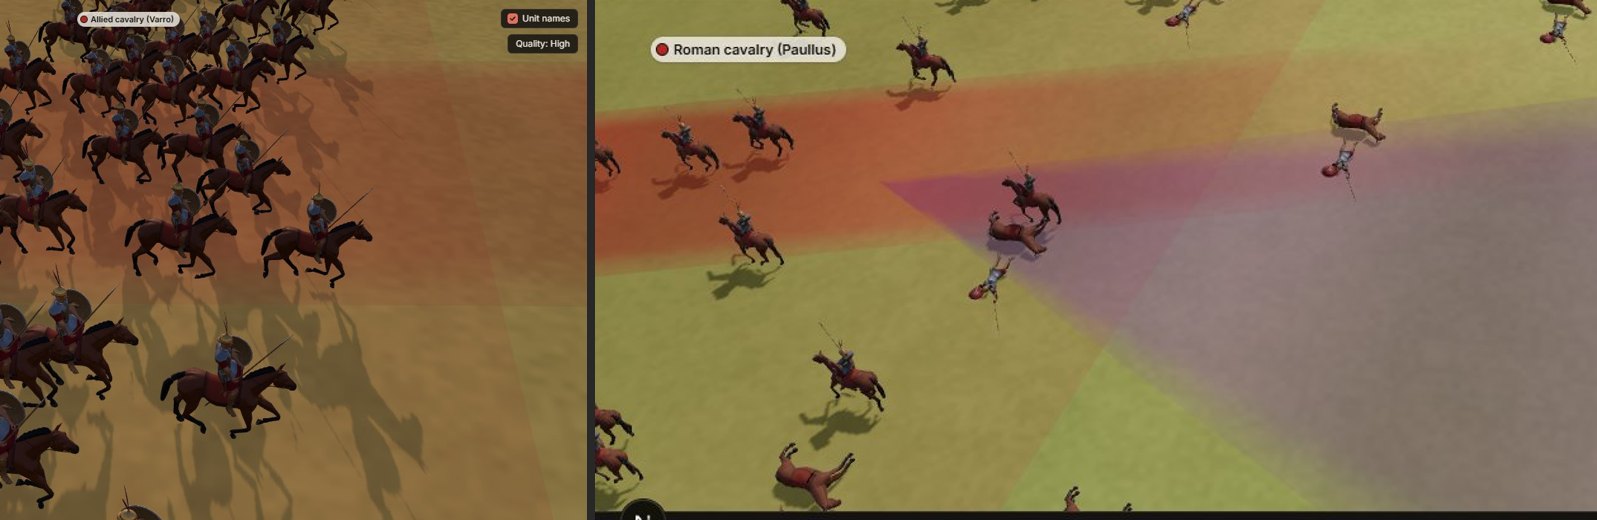 Allied cavalry (Varro)
Unit names
Quality: High
Roman cavalry (Paullus)